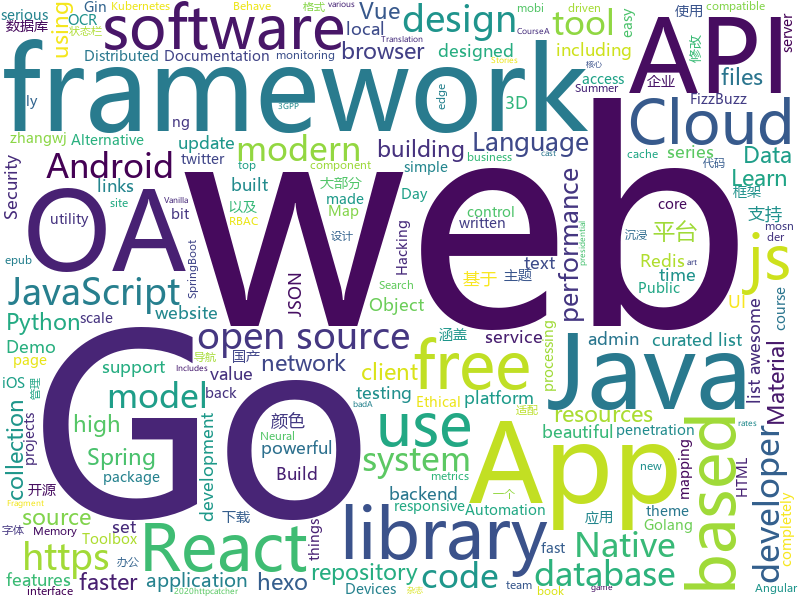 Kubernetes Behave 格式 various mobi driven compatible
serious OCR Gin Vue design tool API server
数据库 状态栏 using software local Translation CourseA 使用 修改 企业
Distributed Documentation monitoring browser designed including 核心 Summer files access
framework edge 3GPP Stories 3D Cloud FizzBuzz
ly ng modern Language
zhangwj Alternative update twitter building series Data cache 代码
Android top component simple business cast Learn 框架
Security links built 大部分 Day core
utility site Vanilla 以及 made Map control written 平台 支持 沉浸 mosn der
RBAC bit OA Web performance Redis time
epub SpringBoot 设计 Hacking text 基于 主题 Public
JavaScript JSON Search Object presidential art UI js
Python scale website open source 涵盖 service admin curated list course
Demo 导航 国产 network client testing processing
page Includes value free Java list awesome
iOS 管理 support model back Ethical platform resources Material
collection projects high 颜色 use beautiful penetration rates
Spring development powerful Neural badA 适配 mapping HTML
开源 package Build system App based developer
source Go backend 一个 new theme
https React set metrics responsive Automation 应用 Golang
字体 Fragment Memory Toolbox 下载 things library fast Native completely
features faster application hexo code database Angular
interface 办公 2020httpcatcher repository Devices team 杂志 book game easy